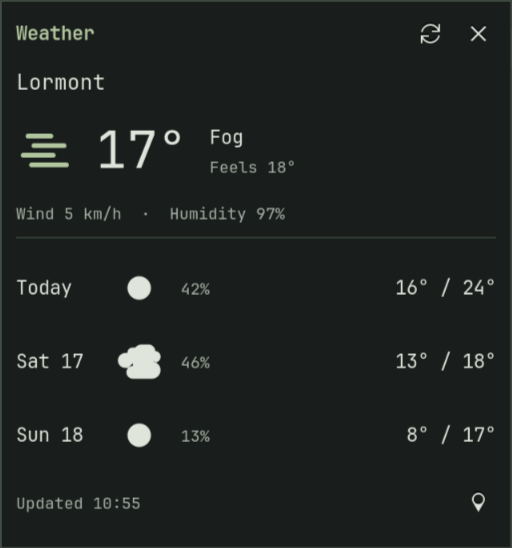 Weather
Lormont
17° Fog
Feels 18°
Wind 5 km/h · Humidity 97%
Today 42% 16° / 24°
Sat 17 46% 13° / 18°
Sun 18 13% 8° / 17°
Updated 10:55